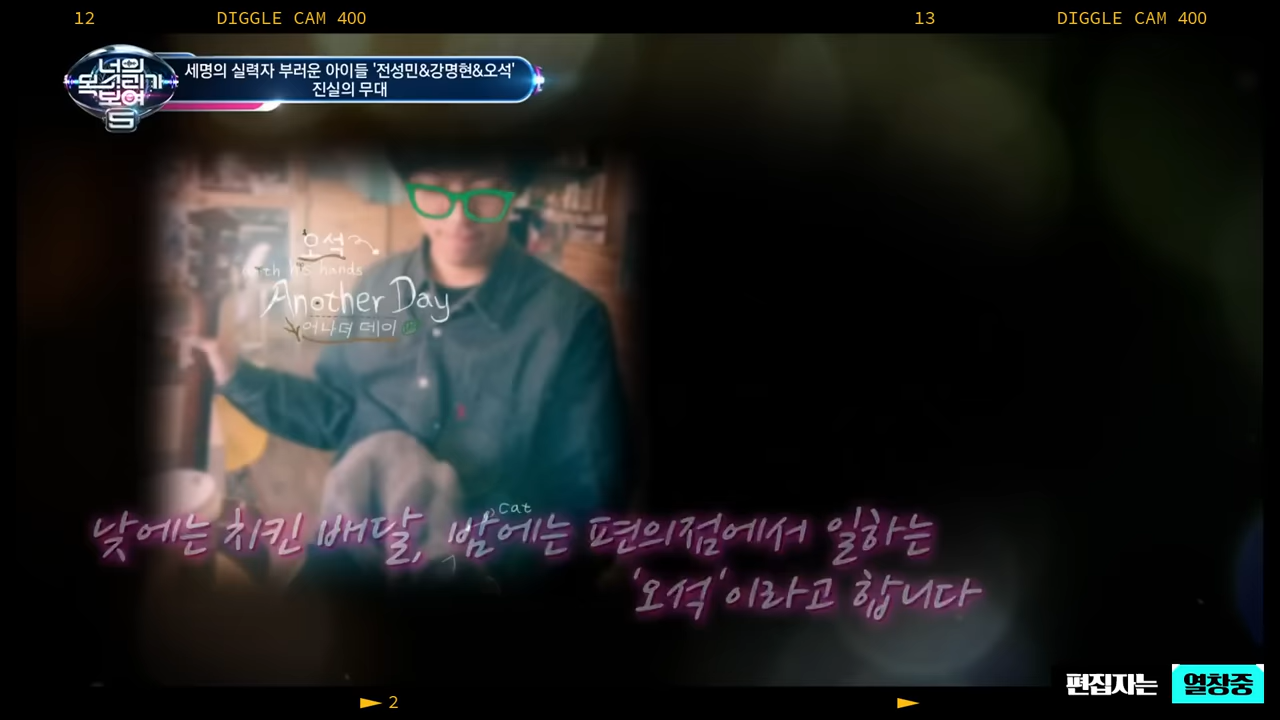 12
DIGGLE CAM 400
13
DIGGLE CAM 400
너의
목소리가
보여
5
세명의 실력자 부러운 아이들 '전성민&강명현&오석'
진실의 무대
오석
with his hands
Another Day
어나더 데이
Cat
낮에는 치킨 배달, 밤에는 편의점에서 일하는
'오석'이라고 합니다
편집자는 열창중
2